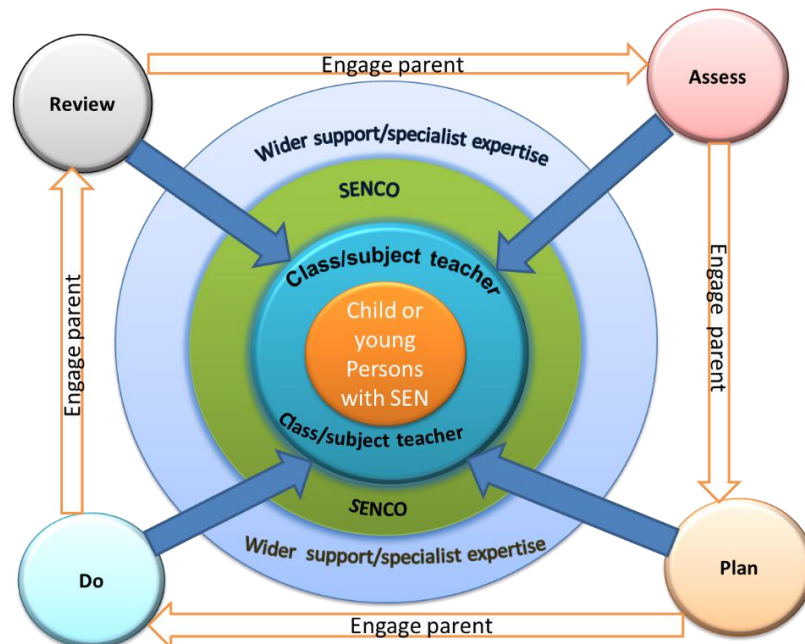 Engage parent
Review
Assess
Wider support/specialist expertise
SENCO
Class/subject teacher
Engage parent
Engage parent
Child or
young
Persons
with SEN
Class/subject teacher
SENCO
Wider support/specialist expertise
Do
Plan
Engage parent